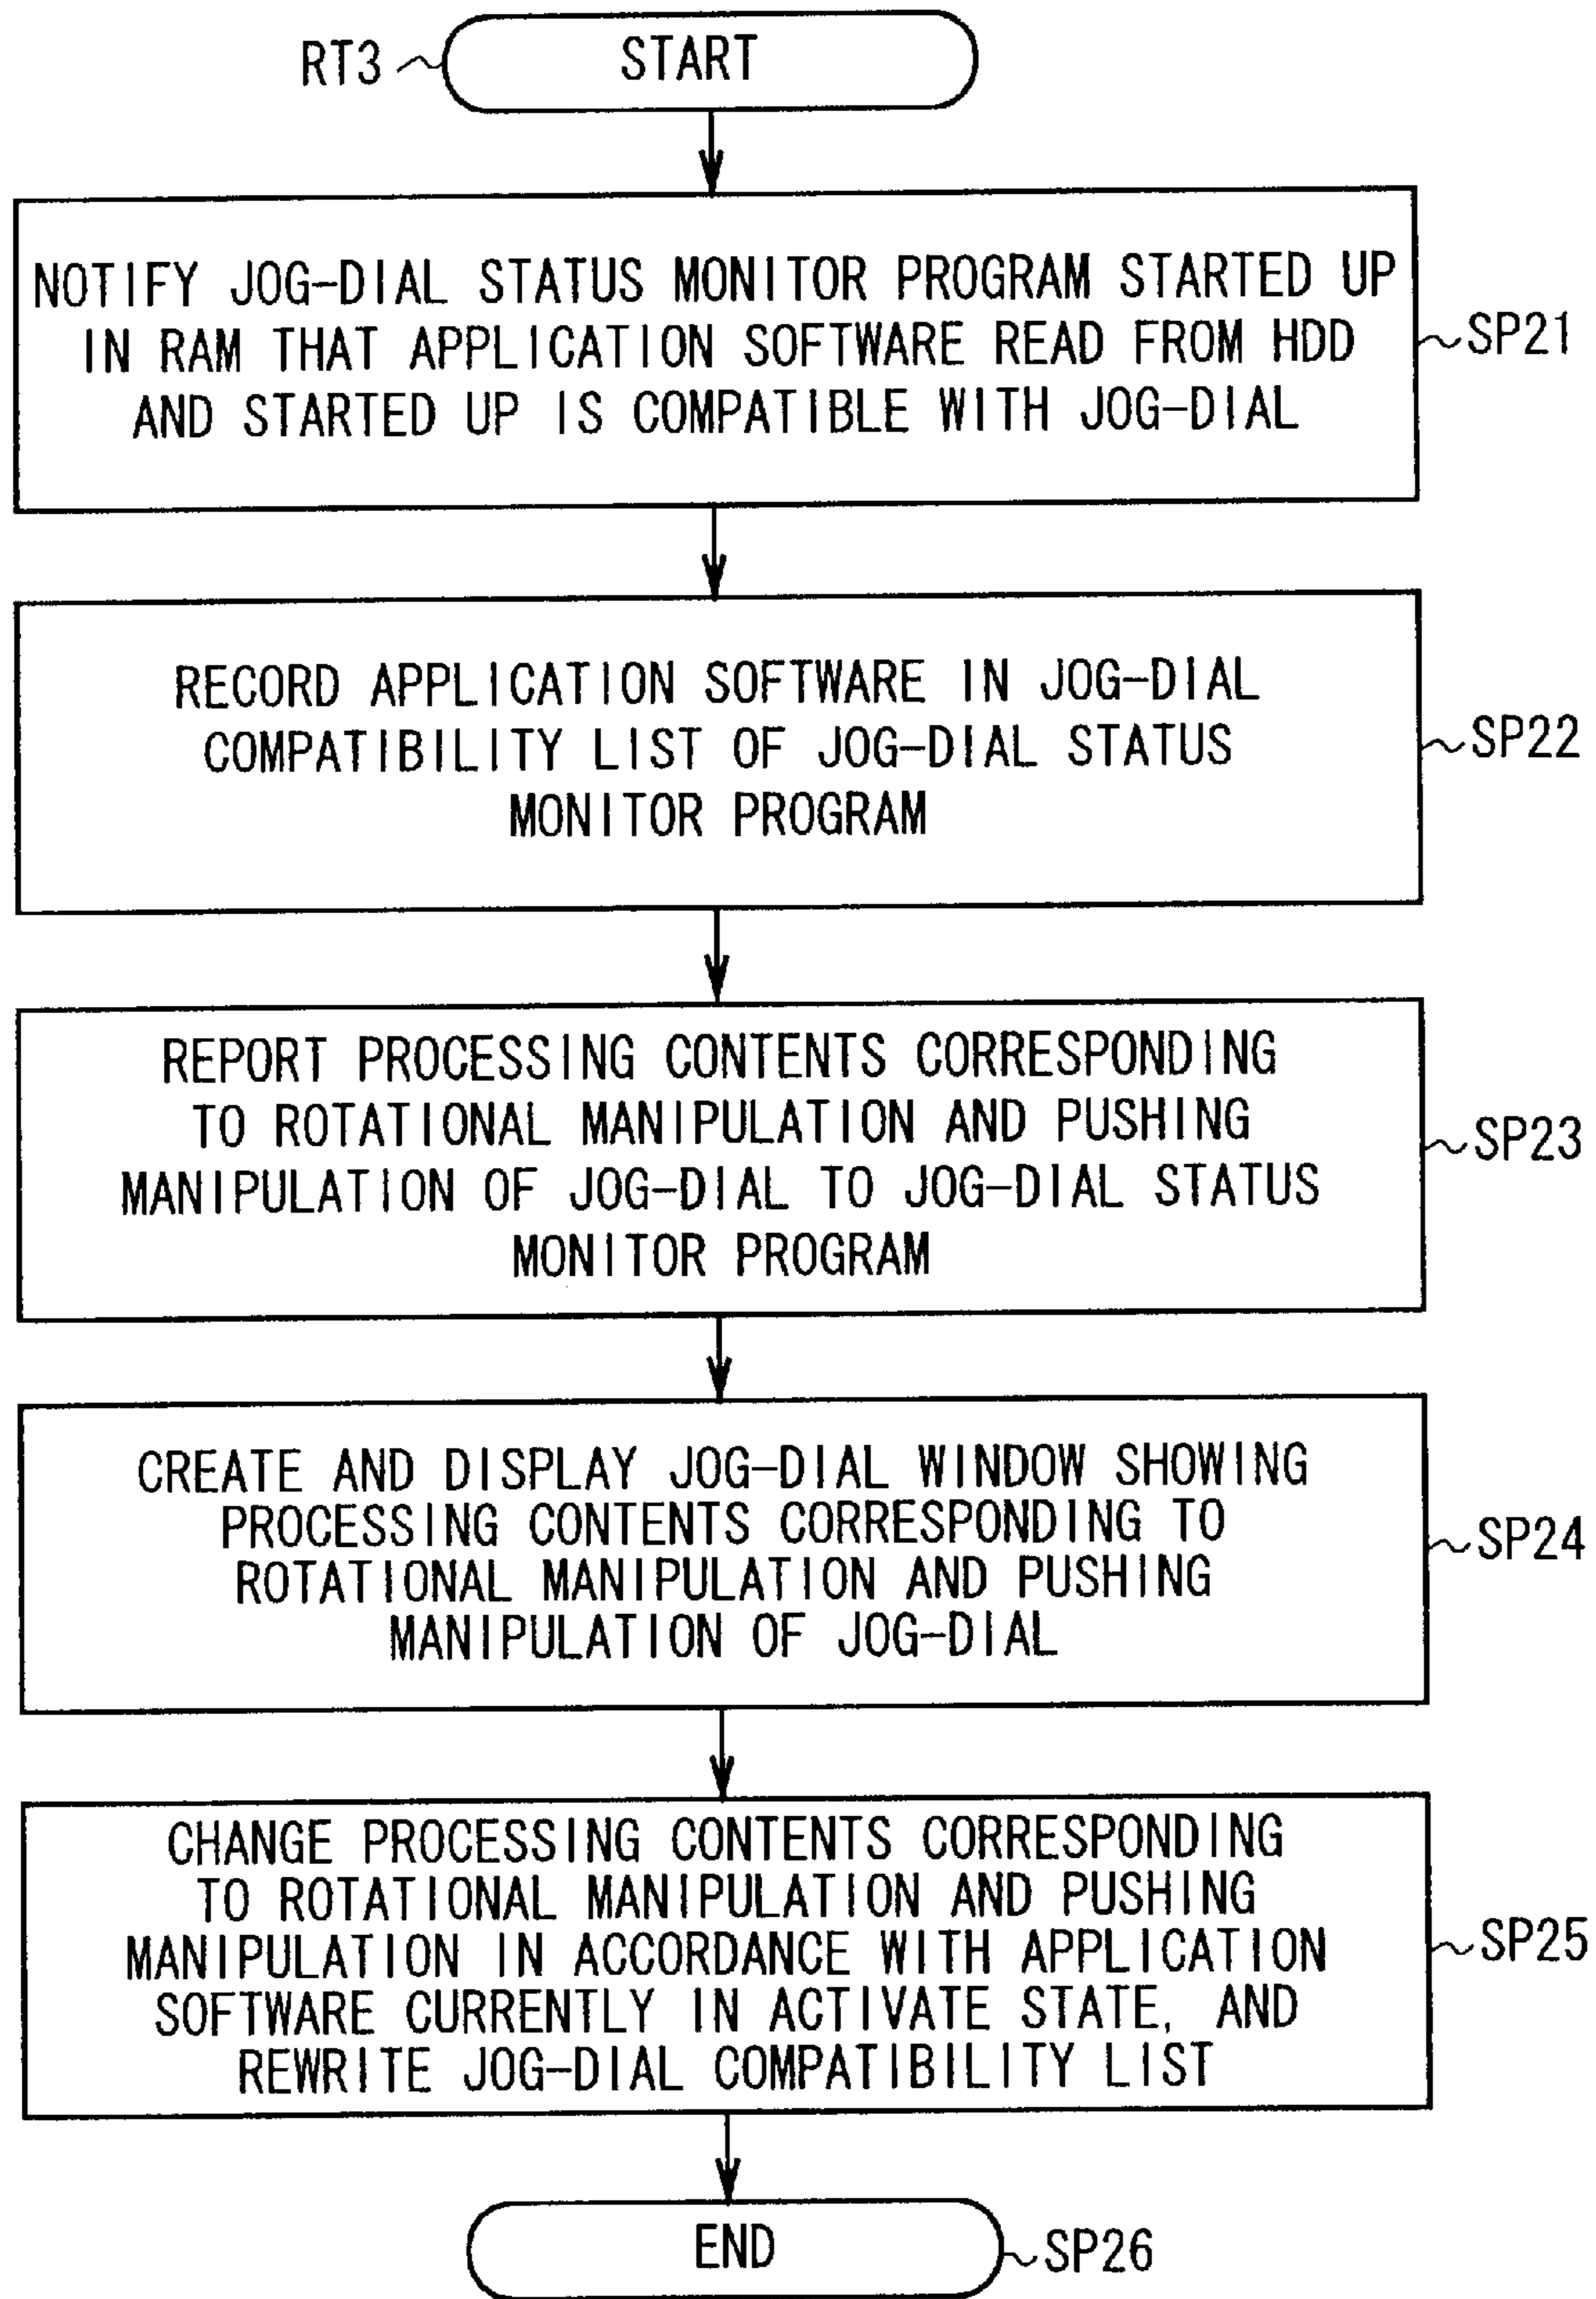 RT3
START
NOTIFY JOG-DIAL STATUS MONITOR PROGRAM STARTED UP
IN RAM THAT APPLICATION SOFTWARE READ FROM HDD
AND STARTED UP IS COMPATIBLE WITH JOG-DIAL
SP21
RECORD APPLICATION SOFTWARE IN JOG-DIAL
COMPATIBILITY LIST OF JOG-DIAL STATUS
MONITOR PROGRAM
SP22
REPORT PROCESSING CONTENTS CORRESPONDING
TO ROTATIONAL MANIPULATION AND PUSHING
MANIPULATION OF JOG-DIAL TO JOG-DIAL STATUS
MONITOR PROGRAM
SP23
CREATE AND DISPLAY JOG-DIAL WINDOW SHOWING
PROCESSING CONTENTS CORRESPONDING TO
ROTATIONAL MANIPULATION AND PUSHING
MANIPULATION OF JOG-DIAL
SP24
CHANGE PROCESSING CONTENTS CORRESPONDING
TO ROTATIONAL MANIPULATION AND PUSHING
MANIPULATION IN ACCORDANCE WITH APPLICATION
SOFTWARE CURRENTLY IN ACTIVATE STATE, AND
REWRITE JOG-DIAL COMPATIBILITY LIST
SP25
END
SP26